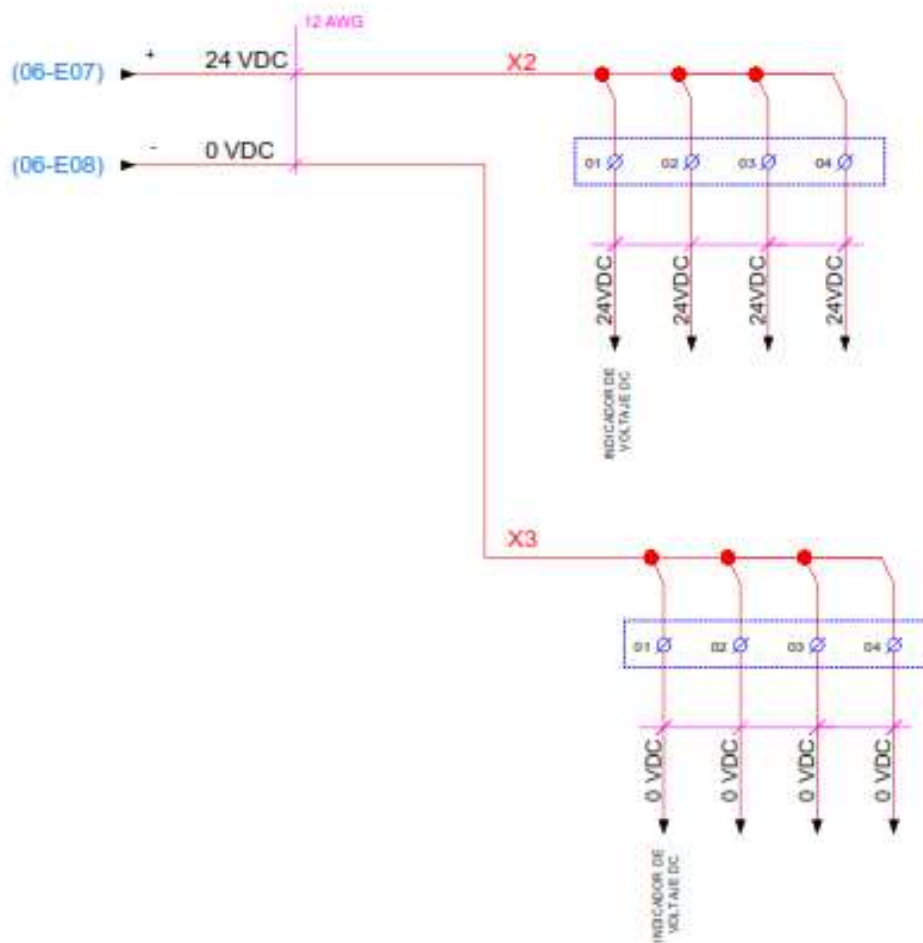 12 AWG
+
(06-E07)
24 VDC
X2
-
(06-E08)
0 VDC
01
02
03
04
24VDC
24VDC
24VDC
24VDC
INDICADOR DE
VOLTAJE DC
X3
01
02
03
04
0 VDC
0 VDC
0 VDC
0 VDC
INDICADOR DE
VOLTAJE DC